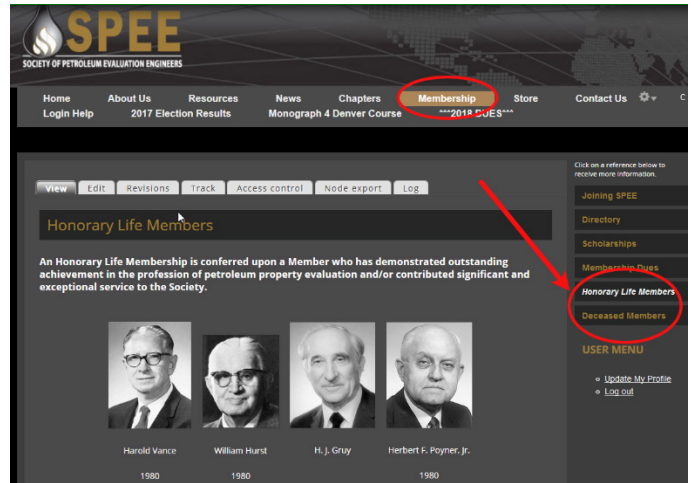 SPEE
SOCIETY OF PETROLEUM EVALUATION ENGINEERS
Home About Us Resources News Chapters Membership Store Contact Us C
Login Help 2017 Election Results Monograph 4 Denver Course ***2018 DUES***
Click on a reference below to
receive more information.
View Edit Revisions Track Access control Node export Log
Joining SPEE
Directory
Scholarships
Membership Dues
Honorary Life Members
Deceased Members
USER MENU
Update My Profile
Log out
Honorary Life Members
An Honorary Life Membership is conferred upon a Member who has demonstrated outstanding
achievement in the profession of petroleum property evaluation and/or contributed significant and
exceptional service to the Society.
Harold Vance William Hurst H. J. Gruy Herbert F. Poyner, Jr.
1980 1980 1980